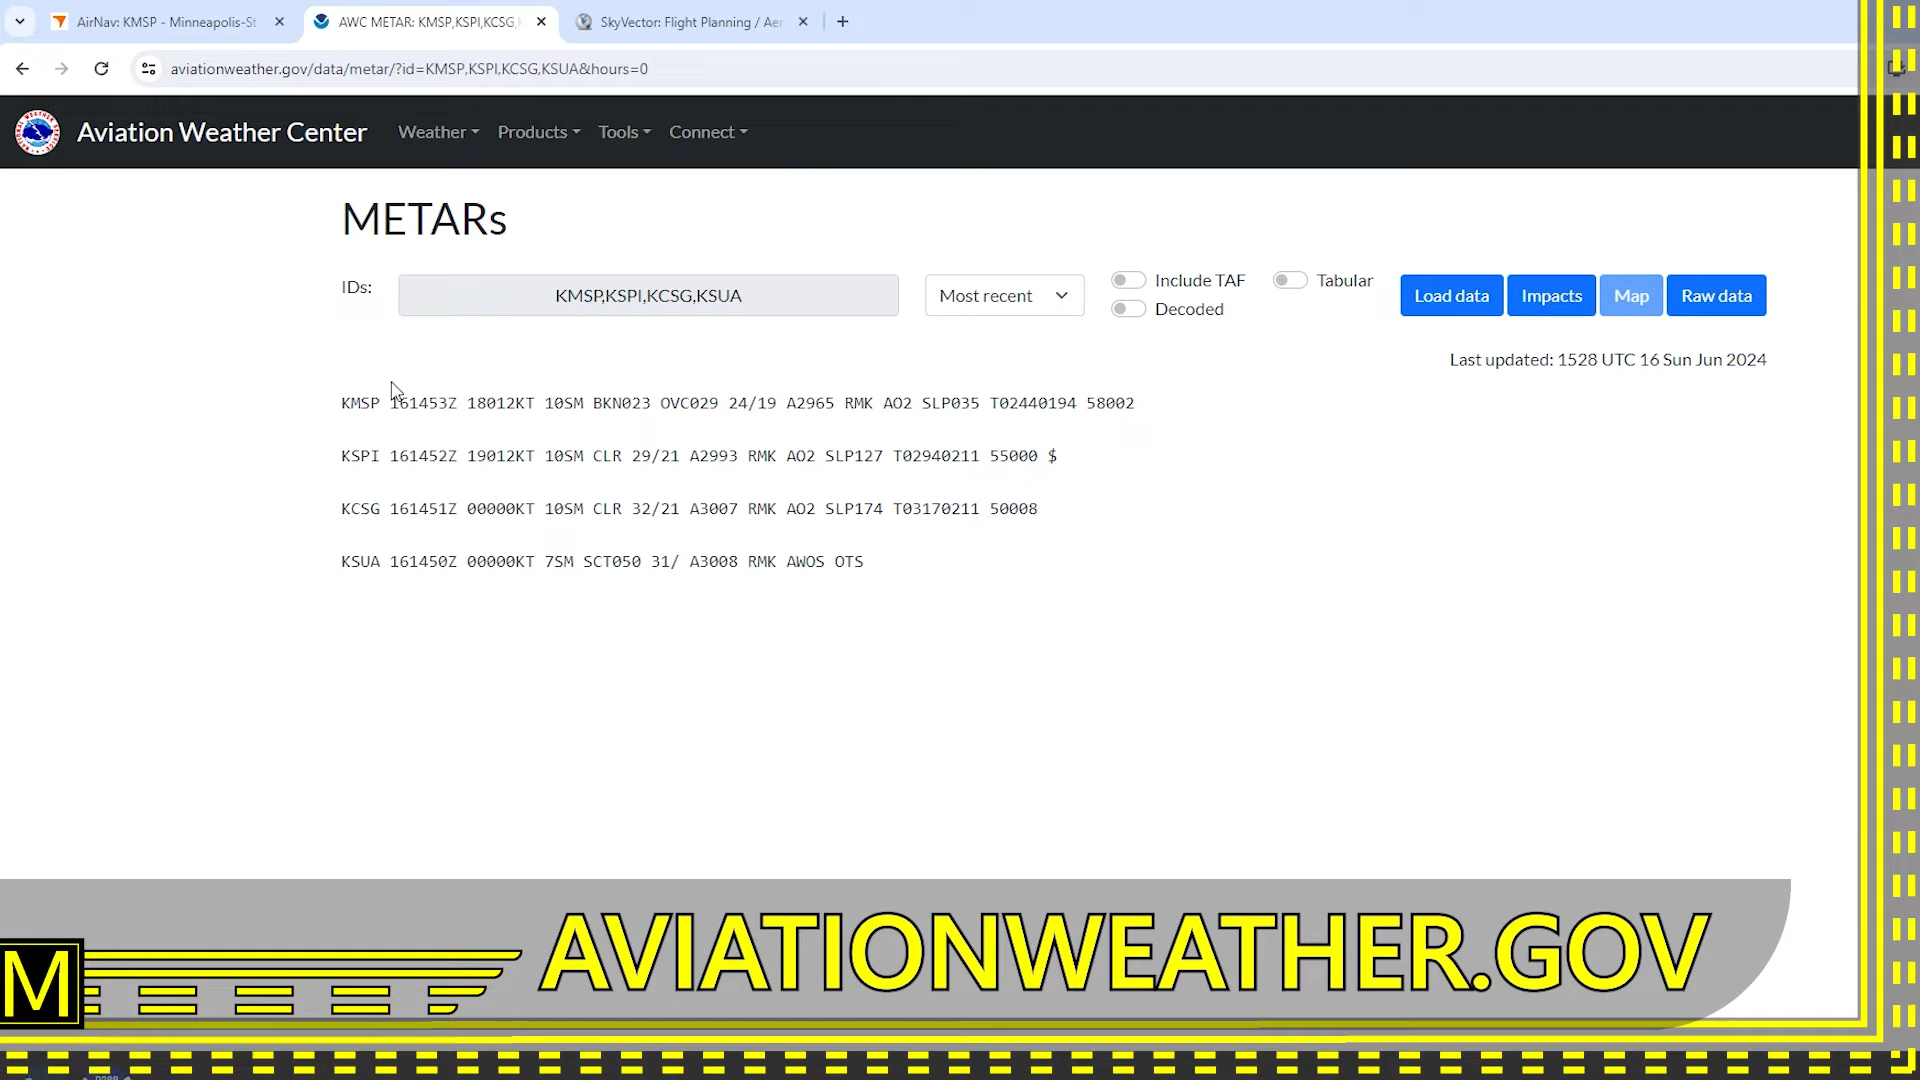 AirNav: KMSP - Minneapolis-St
AWC METAR: KMSP,KSPI,KCSG,
SkyVector: Flight Planning / Aer
aviationweather.gov/data/metar/?id=KMSP,KSPI,KCSG,KSUA&hours=0
Aviation Weather Center Weather Products Tools Connect
METARs
IDs: KMSP,KSPI,KCSG,KSUA Most recent Include TAF Tabular Decoded Load data Impacts Map Raw data
Last updated: 1528 UTC 16 Sun Jun 2024
KMSP 161453Z 18012KT 10SM BKN023 OVC029 24/19 A2965 RMK AO2 SLP035 T02440194 58002
KSPI 161452Z 19012KT 10SM CLR 29/21 A2993 RMK AO2 SLP127 T02940211 55000 $
KCSG 161451Z 00000KT 10SM CLR 32/21 A3007 RMK AO2 SLP174 T03170211 50008
KSUA 161450Z 00000KT 7SM SCT050 31/ A3008 RMK AWOS OTS
M
AVIATIONWEATHER.GOV